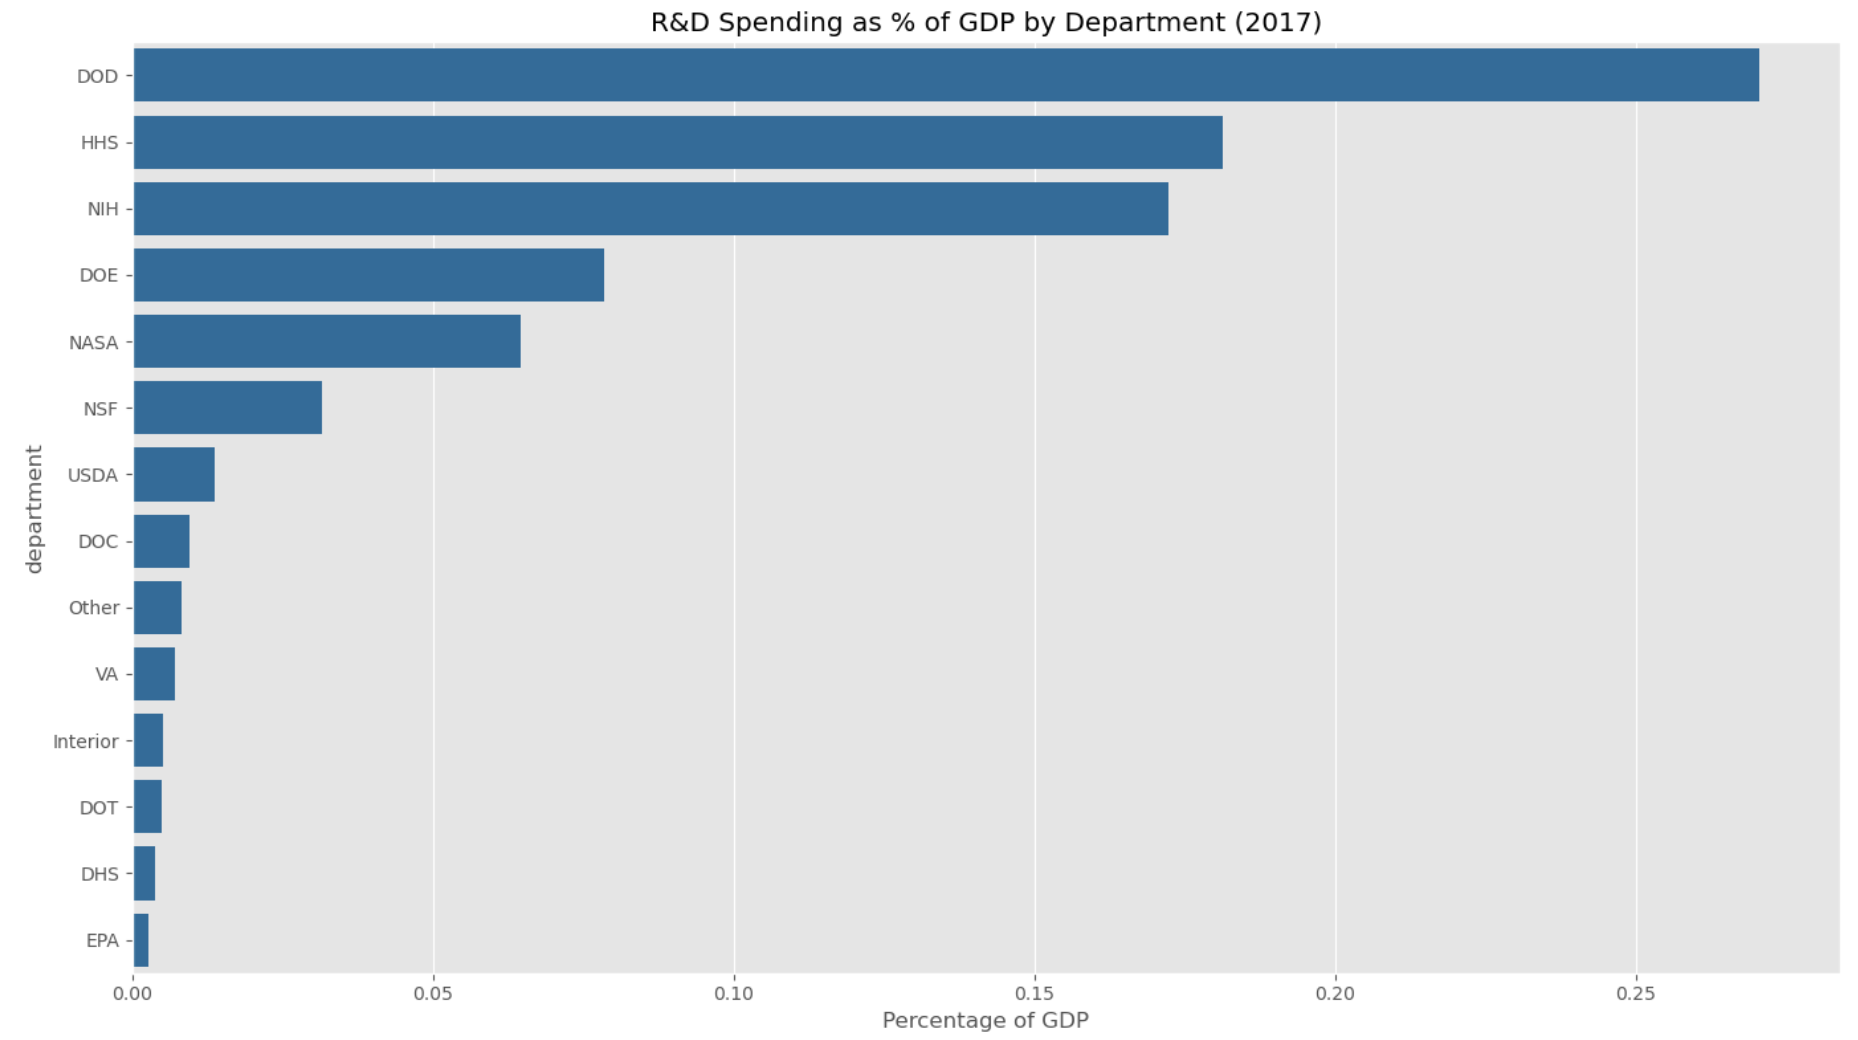 R&D Spending as % of GDP by Department (2017)
department
DOD
HHS
NIH
DOE
NASA
NSF
USDA
DOC
Other
VA
Interior
DOT
DHS
EPA
0.00 0.05 0.10 0.15 0.20 0.25
Percentage of GDP